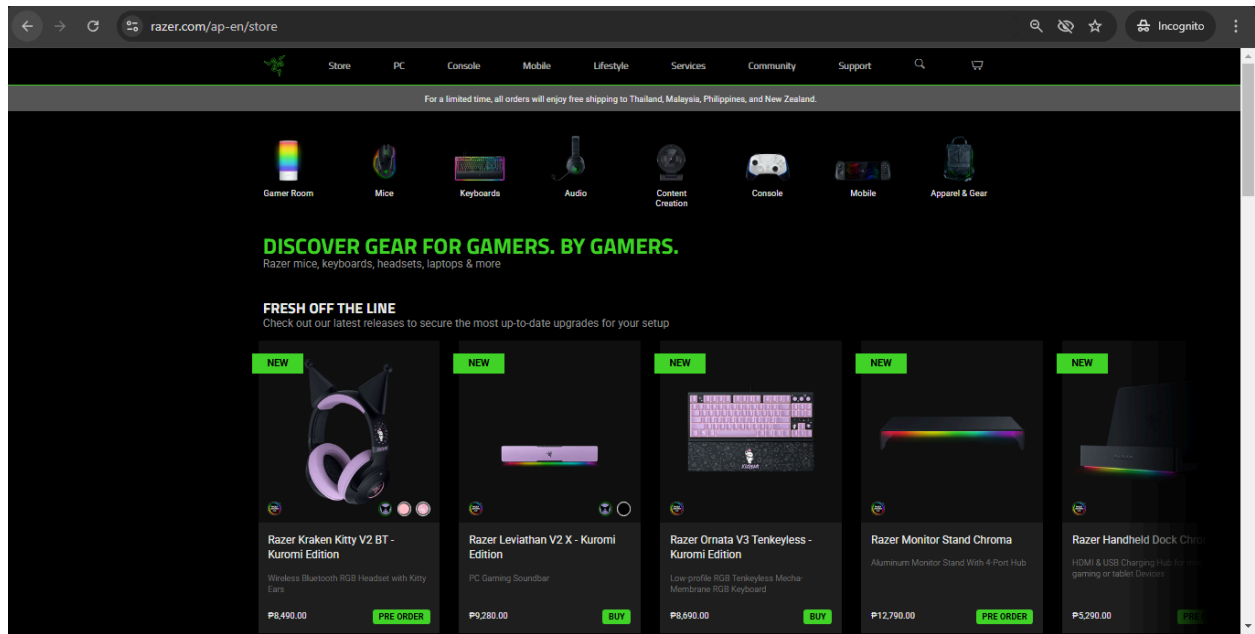 razer.com/ap-en/store
Incognito
Store PC Console Mobile Lifestyle Services Community Support
For a limited time, all orders will enjoy free shipping to Thailand, Malaysia, Philippines, and New Zealand.
Gamer Room Mice Keyboards Audio Content Creation Console Mobile Apparel & Gear
DISCOVER GEAR FOR GAMERS. BY GAMERS.
Razer mice, keyboards, headsets, laptops & more
FRESH OFF THE LINE
Check out our latest releases to secure the most up-to-date upgrades for your setup
NEW
Razer Kraken Kitty V2 BT -
Kuromi Edition
Wireless Bluetooth RGB Headset with Kitty
Ears
₱8,490.00 PRE ORDER
NEW
Razer Leviathan V2 X - Kuromi
Edition
PC Gaming Soundbar
₱9,280.00 BUY
NEW
Razer Ornata V3 Tenkeyless -
Kuromi Edition
Low-profile RGB Tenkeyless Mecha-
Membrane RGB Keyboard
₱8,690.00 BUY
NEW
Razer Monitor Stand Chroma
Aluminum Monitor Stand With 4-Port Hub
₱12,790.00 PRE ORDER
NEW
Razer Handheld Dock Chro
HDMI & USB Charging Hub for
gaming or tablet Devices
₱5,290.00 PRE